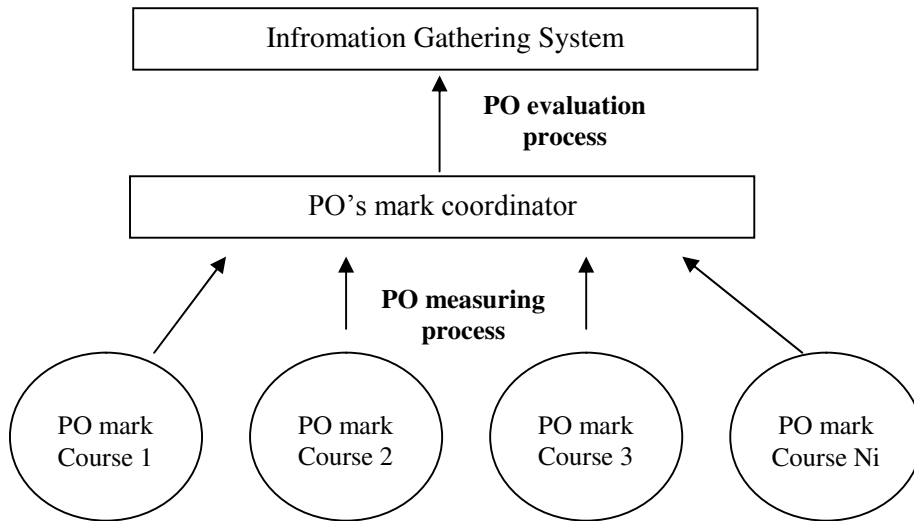 Infromation Gathering System
PO evaluation
process
PO's mark coordinator
PO measuring
process
PO mark
Course 1
PO mark
Course 2
PO mark
Course 3
PO mark
Course Ni